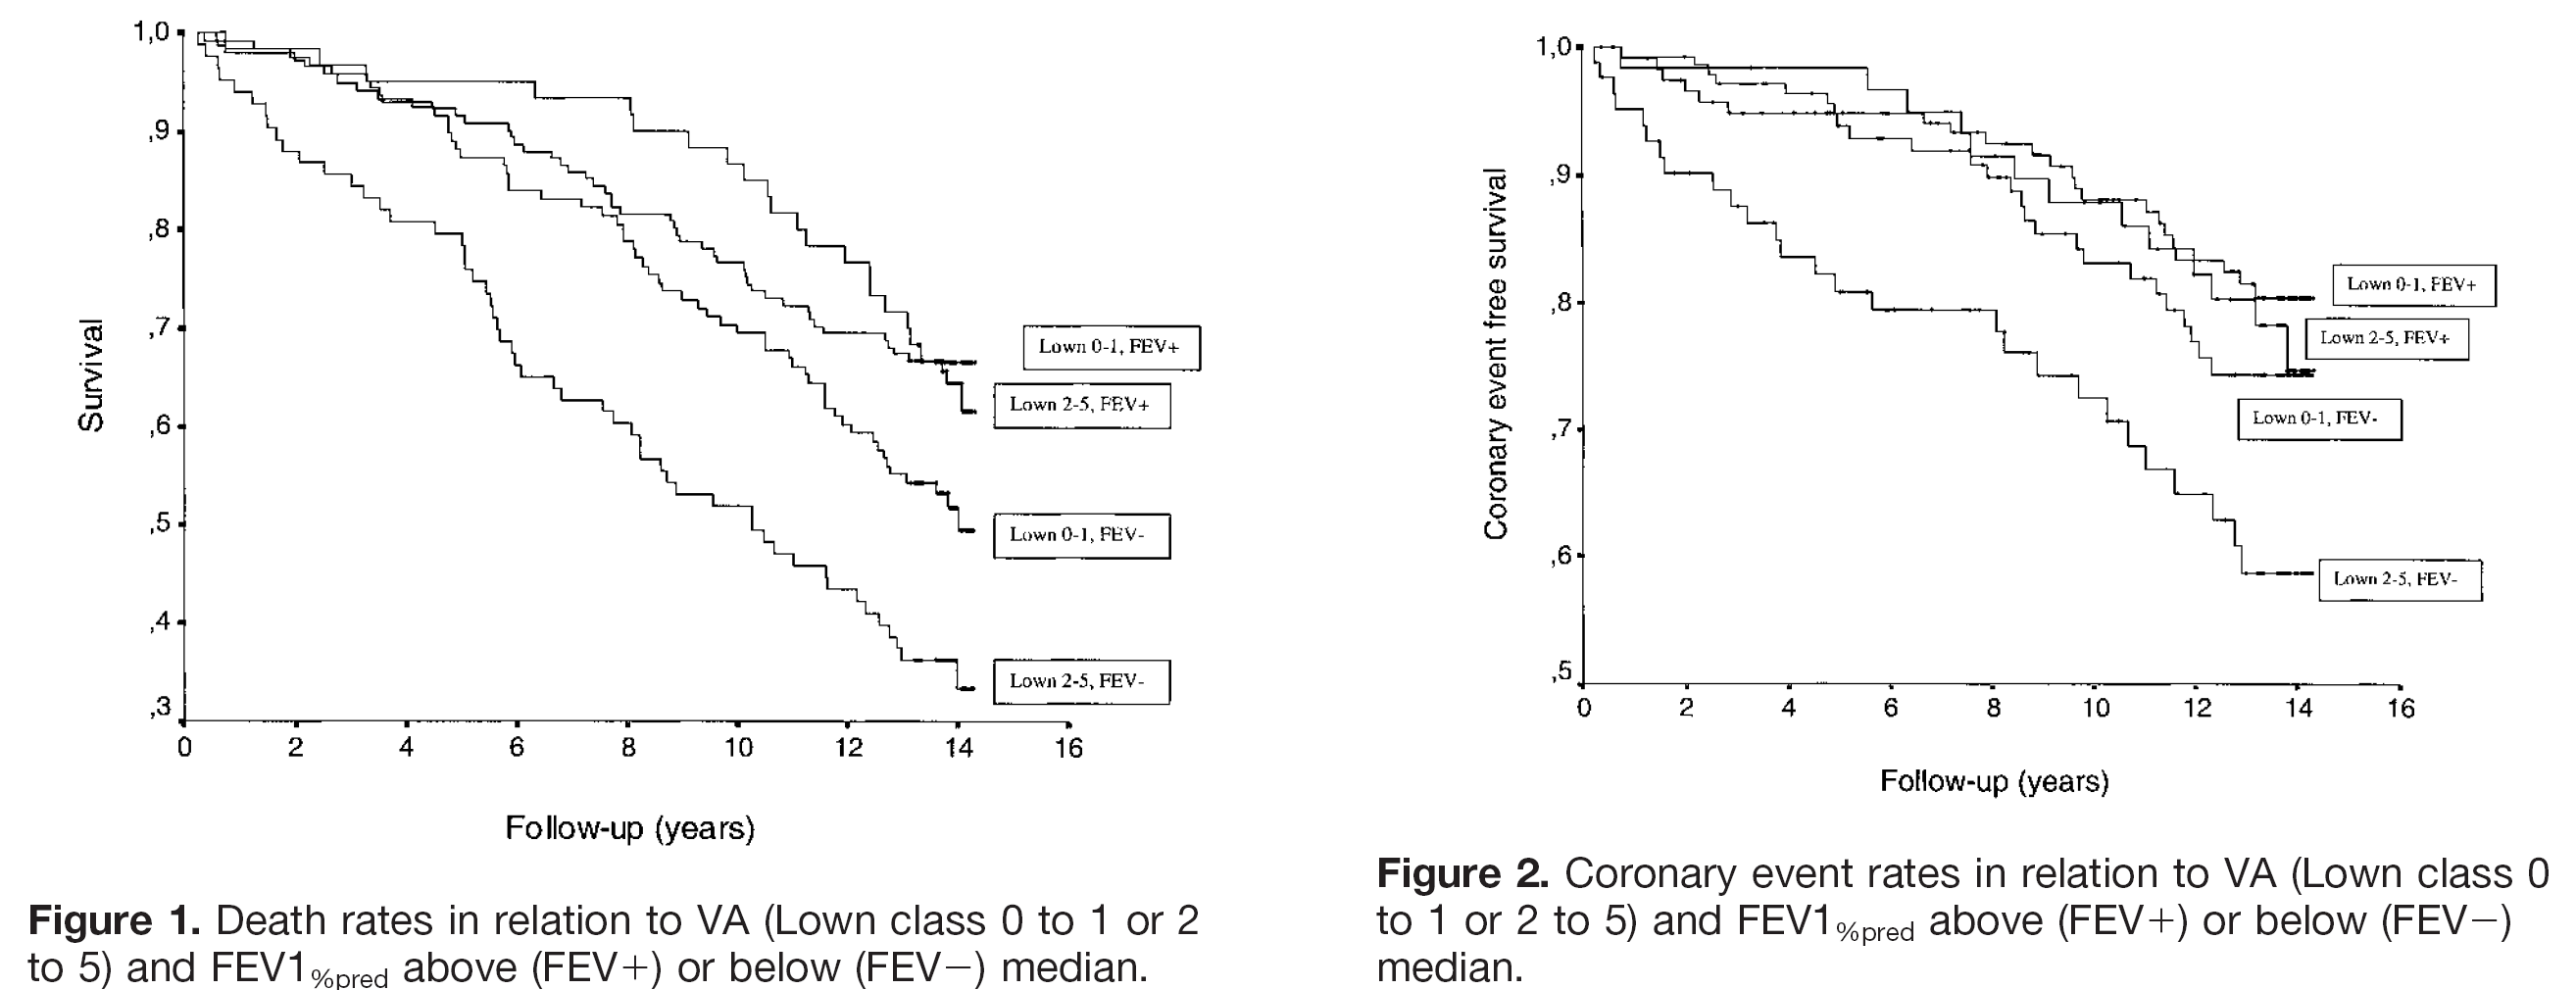 1,0
,9
,8
,7
,6
,5
,4
,3
Survival
0 2 4 6 8 10 12 14 16
Follow-up (years)
Lown 0-1, FEV+
Lown 2-5, FEV+
Lown 0-1, FEV-
Lown 2-5, FEV-
Figure 1. Death rates in relation to VA (Lown class 0 to 1 or 2
to 5) and FEV1%pred above (FEV+) or below (FEV−) median.
1,0
,9
,8
,7
,6
,5
Coronary event free survival
0 2 4 6 8 10 12 14 16
Follow-up (years)
Lown 0-1, FEV+
Lown 2-5, FEV+
Lown 0-1, FEV-
Lown 2-5, FEV-
Figure 2. Coronary event rates in relation to VA (Lown class 0
to 1 or 2 to 5) and FEV1%pred above (FEV+) or below (FEV−)
median.